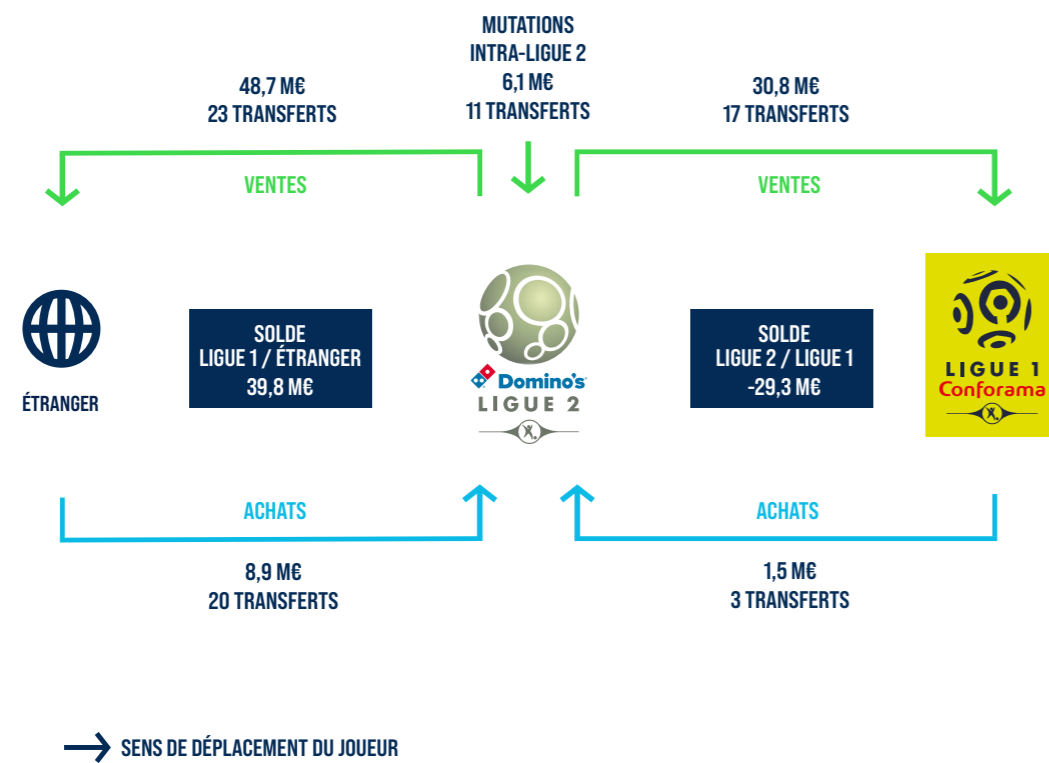 MUTATIONS
INTRA-LIGUE 2
6,1 M€
11 TRANSFERTS
48,7 M€
23 TRANSFERTS
30,8 M€
17 TRANSFERTS
VENTES
VENTES
ÉTRANGER
SOLDE
LIGUE 1 / ÉTRANGER
39,8 M€
Domino's
LIGUE 2
SOLDE
LIGUE 2 / LIGUE 1
-29,3 M€
LIGUE 1
Conforama
ACHATS
ACHATS
8,9 M€
20 TRANSFERTS
1,5 M€
3 TRANSFERTS
SENS DE DÉPLACEMENT DU JOUEUR